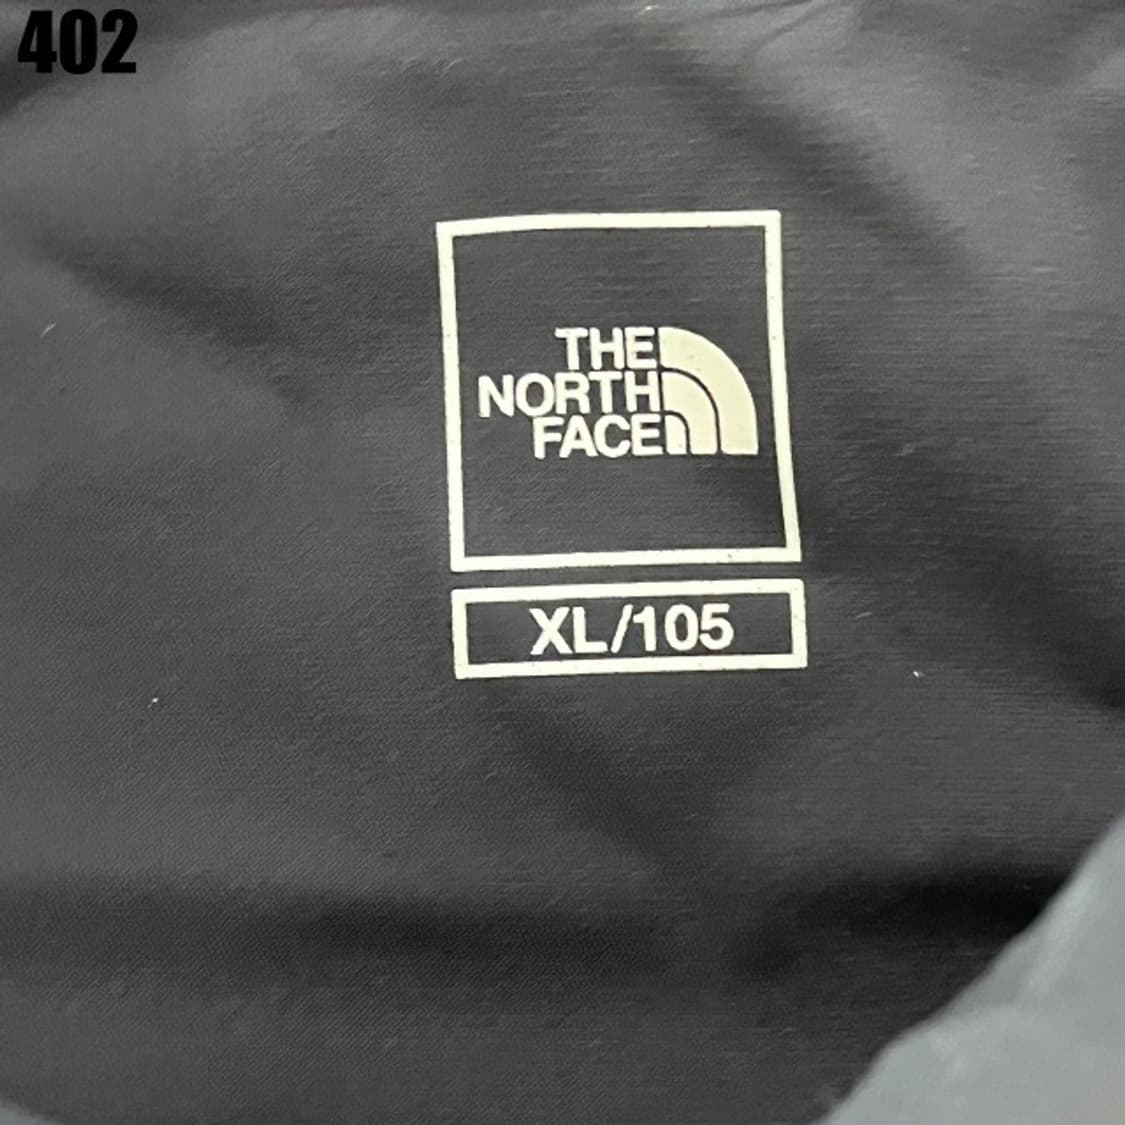 402
THE
NORTH
FACE
XL/105